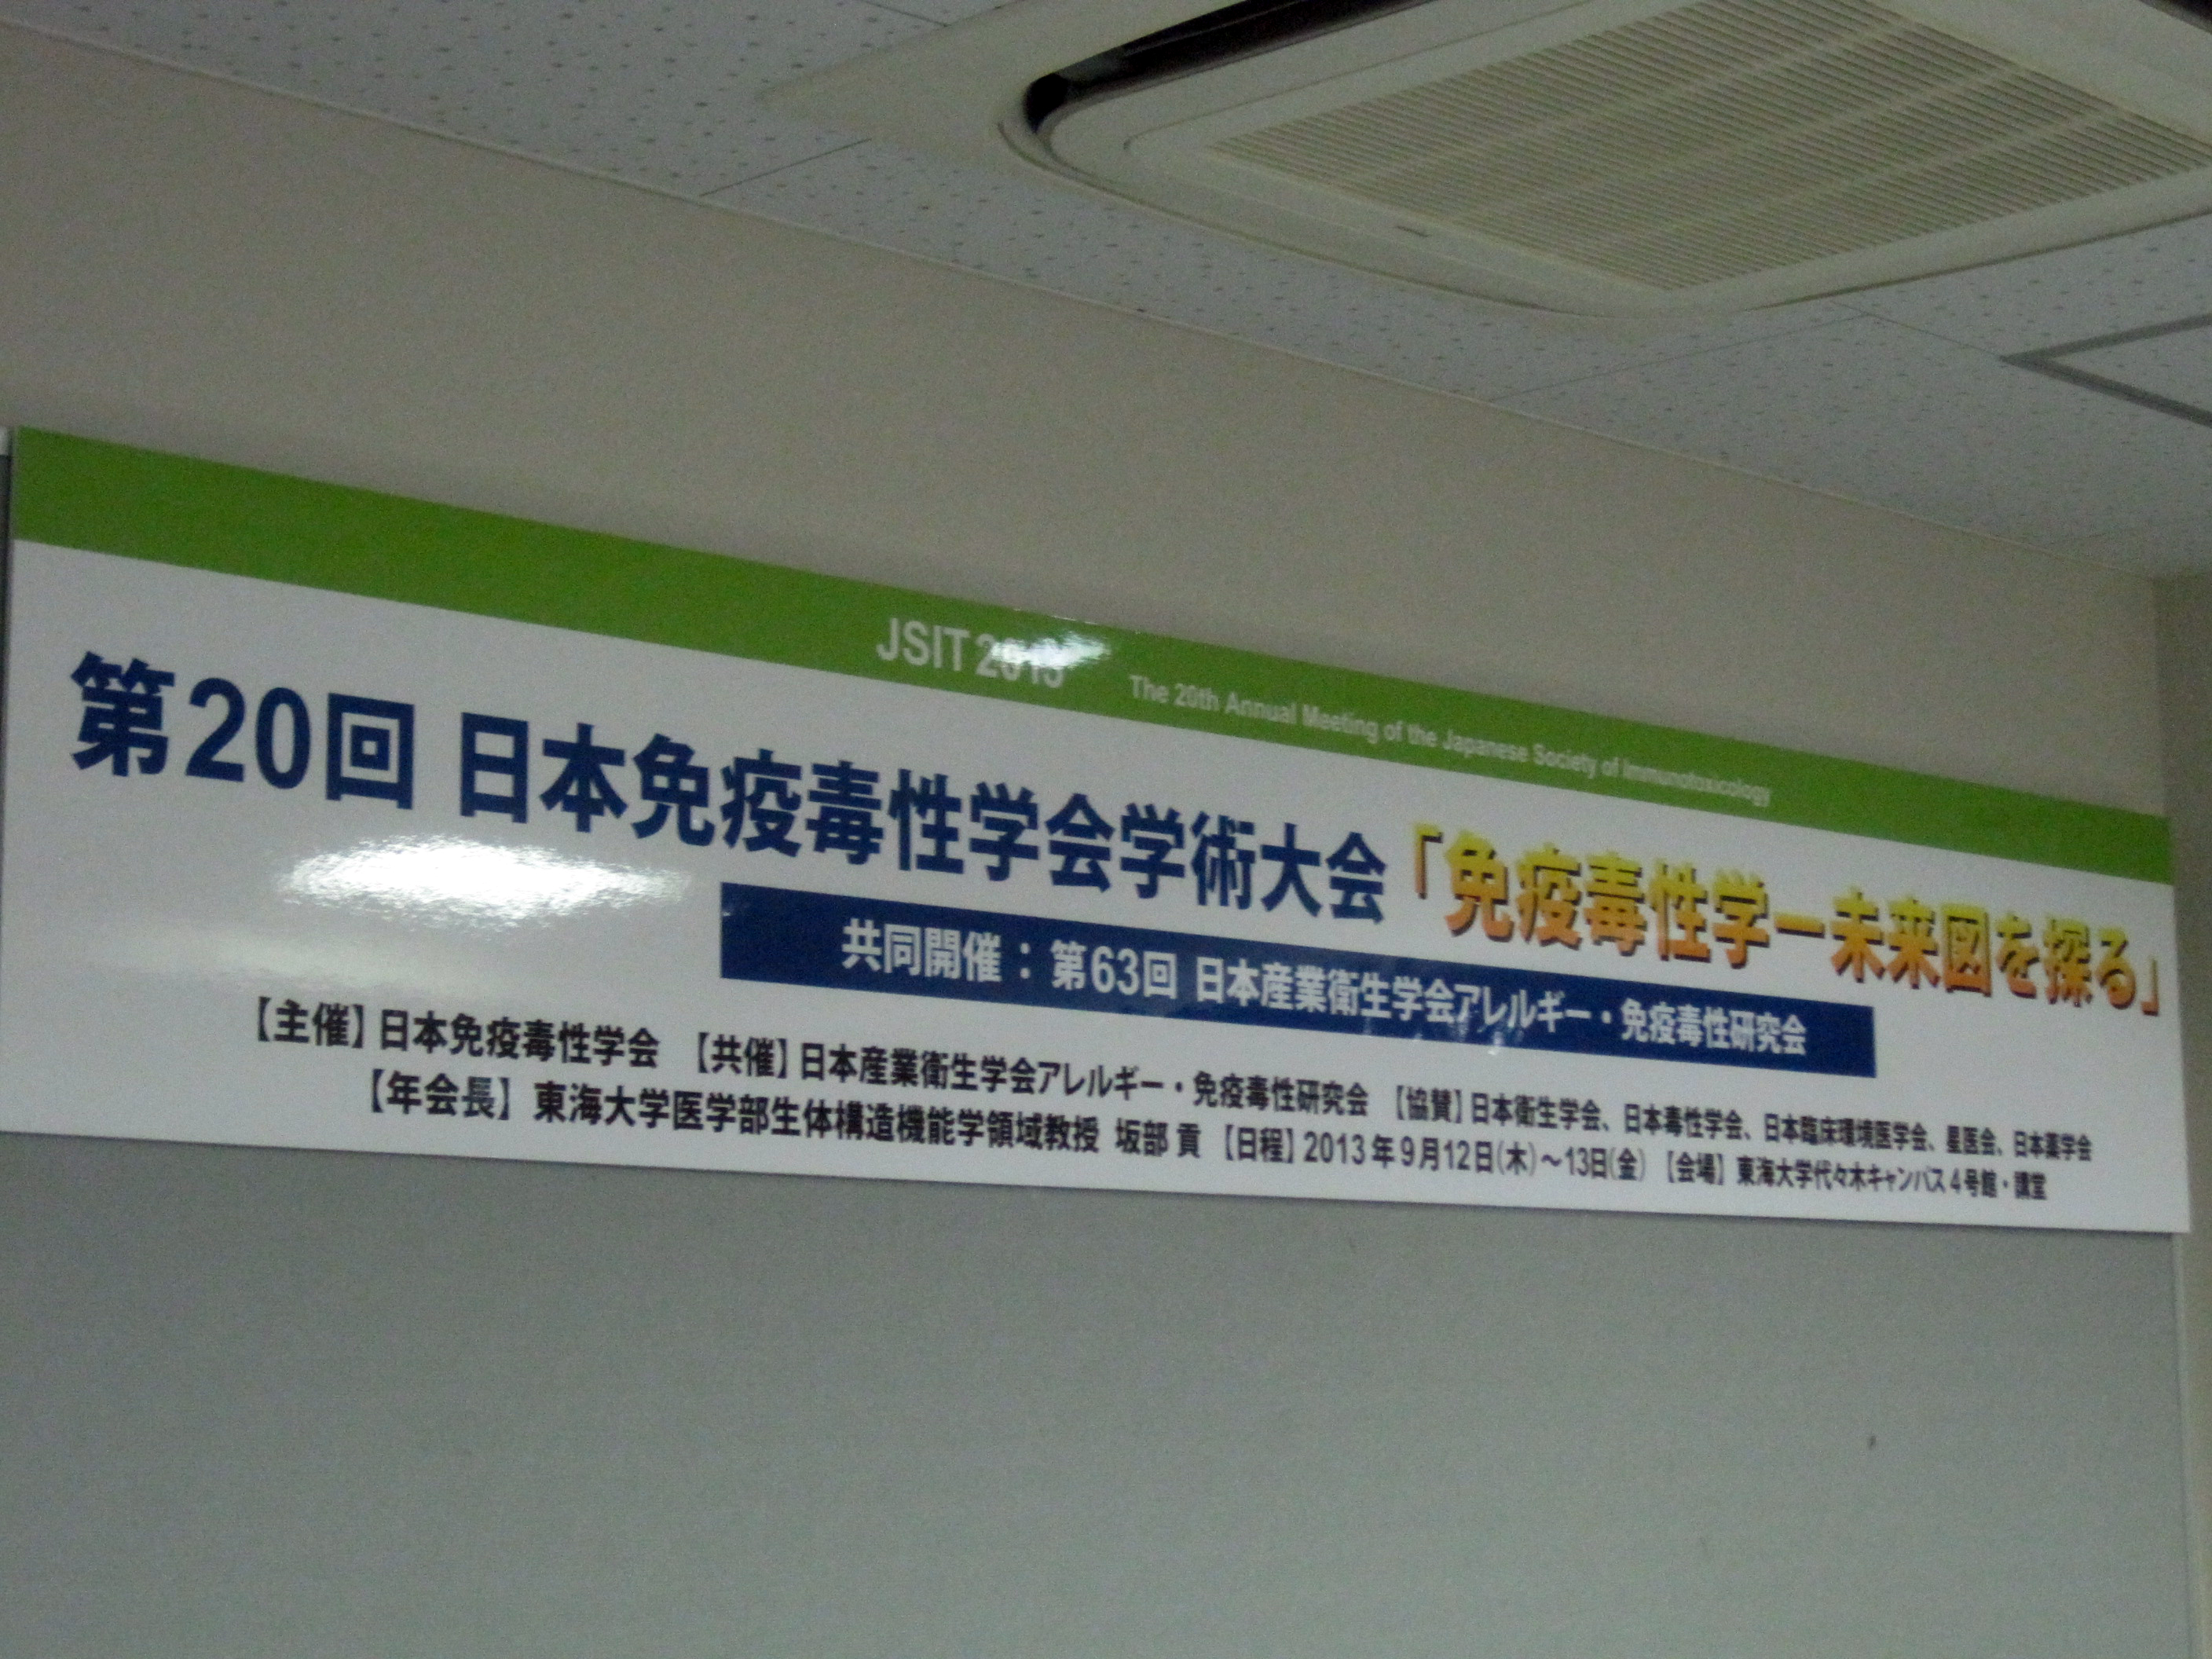 JSIT 2013 The 20th Annual Meeting of the Japanese Society of Immunotoxicology
第20回 日本免疫毒性学会学術大会「免疫毒性学ー未来図を探る」
共同開催：第63回 日本産業衛生学会アレルギー・免疫毒性研究会
【主催】日本免疫毒性学会 【共催】日本産業衛生学会アレルギー・免疫毒性研究会 【協賛】日本衛生学会、日本毒性学会、日本臨床環境医学会、星医会、日本薬学会
【年会長】東海大学医学部生体構造機能学領域教授 坂部 貢 【日程】2013年9月12日(木)～13日(金) 【会場】東海大学代々木キャンパス4号館・講堂